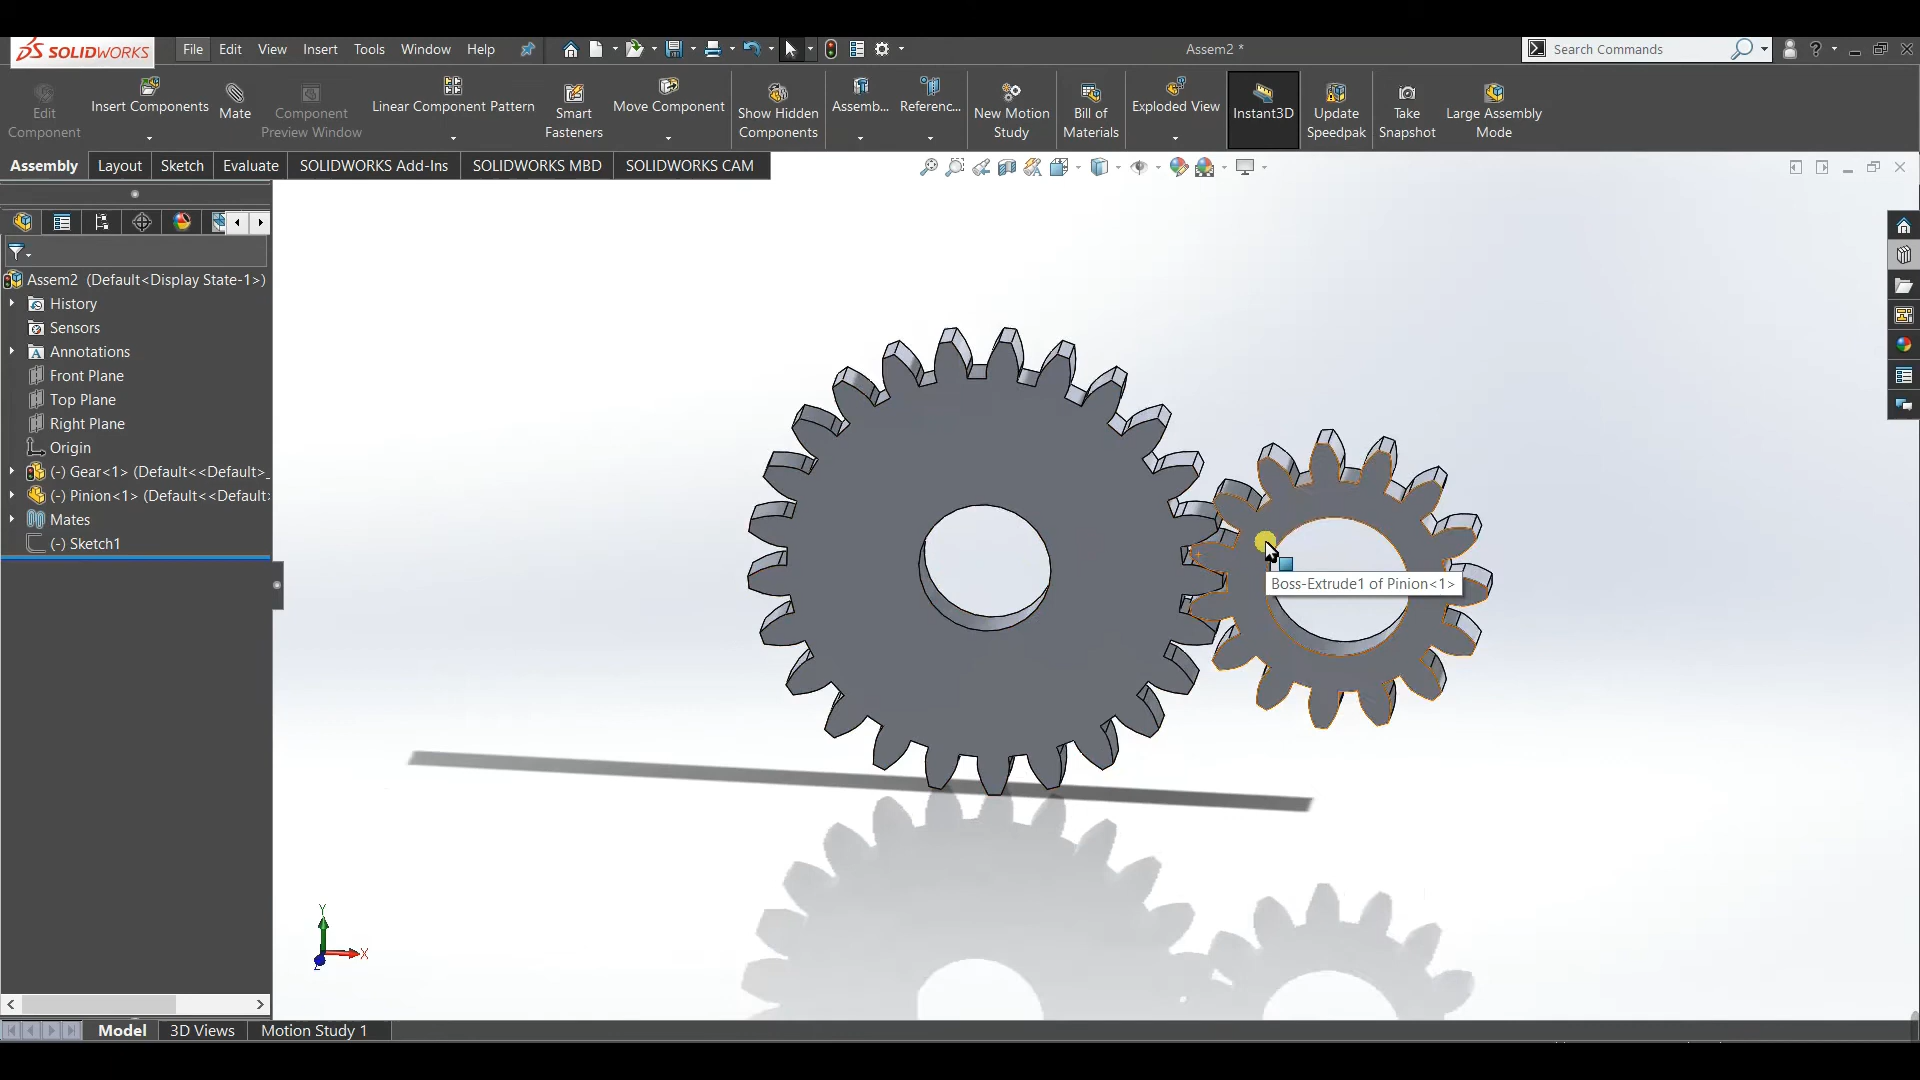 SOLIDWORKS File Edit View Insert Tools Window Help Assem2 * Search Commands
Edit Component
Insert Components
Mate
Component Preview Window
Linear Component Pattern
Smart Fasteners
Move Component
Show Hidden Components
Assemb...
Referenc...
New Motion Study
Bill of Materials
Exploded View
Instant3D
Update Speedpak
Take Snapshot
Large Assembly Mode
Assembly Layout Sketch Evaluate SOLIDWORKS Add-Ins SOLIDWORKS MBD SOLIDWORKS CAM
Assem2 (Default<Display State-1>)
History
Sensors
Annotations
Front Plane
Top Plane
Right Plane
Origin
(-) Gear<1> (Default<<Default>_
(-) Pinion<1> (Default<<Default>
Mates
(-) Sketch1
Boss-Extrude1 of Pinion<1>
Y
X
Z
Model 3D Views Motion Study 1